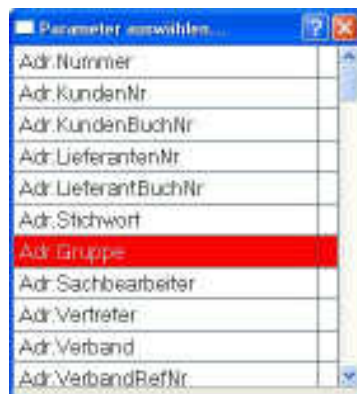 Parameter auswählen...
Adr.Nummer
Adr.KundenNr
Adr.KundenBuchNr
Adr.LieferantenNr
Adr.LieferantBuchNr
Adr.Stichwort
Adr.Gruppe
Adr.Sachbearbeiter
Adr.Vertreter
Adr.Verband
Adr.VerbandRefNr